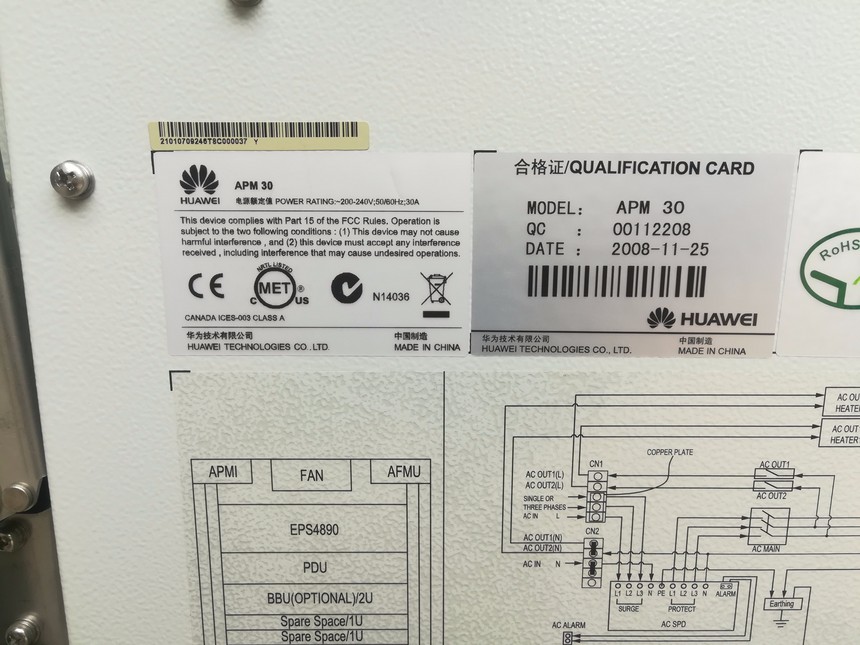 21010709246T8C000037 Y
HUAWEI
APM 30
电源额定值 POWER RATING:~200-240V;50/60Hz;30A
This device complies with Part 15 of the FCC Rules. Operation is
subject to the two following conditions : (1) This device may not cause
harmful interference , and (2) this device must accept any interference
received , including interference that may cause undesired operations.
CE
NRTL LISTED
C MET ® US
N14036
CANADA ICES-003 CLASS A
华为技术有限公司 中国制造
HUAWEI TECHNOLOGIES CO.,LTD. MADE IN CHINA
合格证/QUALIFICATION CARD
MODEL: APM 30
QC : 00112208
DATE : 2008-11-25
HUAWEI
华为技术有限公司 中国制造
HUAWEI TECHNOLOGIES CO., LTD. MADE IN CHINA
RoHS
APMI
FAN
AFMU
EPS4890
PDU
BBU(OPTIONAL)/2U
Spare Space/1U
Spare Space/1U
AC OU
HEATE
AC OUT
HEATER
COPPER PLATE
CN1
AC OUT1(L)
AC OUT2(L)
SINGLE OR
THREE PHASES
AC IN L
AC OUT1
AC OUT2
AC MAIN
CN2
AC OUT1(N)
AC OUT2(N)
AC IN N
L1 L2 L3 N PE L1 L2 L3 N ALARM
SURGE PROTECT
AC SPD
Earthing
AC ALARM